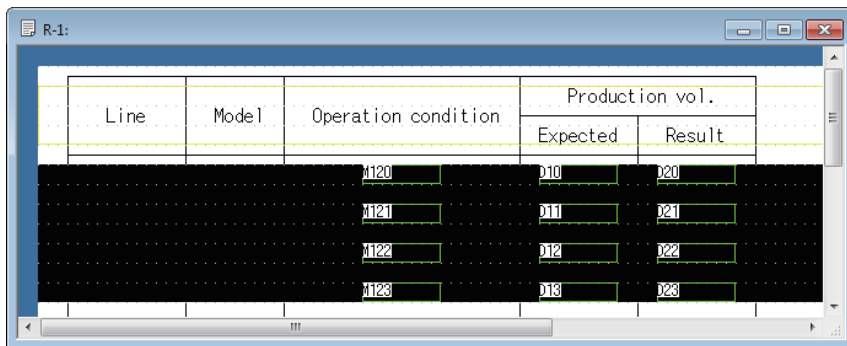 R-1:
Production vol.
Line Model Operation condition
Expected Result
M120 D10 D20
M121 D11 D21
M122 D12 D22
M123 D13 D23